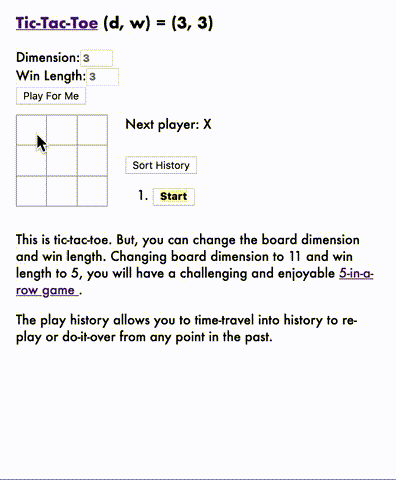 Tic-Tac-Toe (d, w) = (3, 3)
Dimension: 3
Win Length: 3
Play For Me
Next player: X
Sort History
1. Start
This is tic-tac-toe. But, you can change the board dimension
and win length. Changing board dimension to 11 and win
length to 5, you will have a challenging and enjoyable 5-in-a-
row game .
The play history allows you to time-travel into history to re-
play or do-it-over from any point in the past.